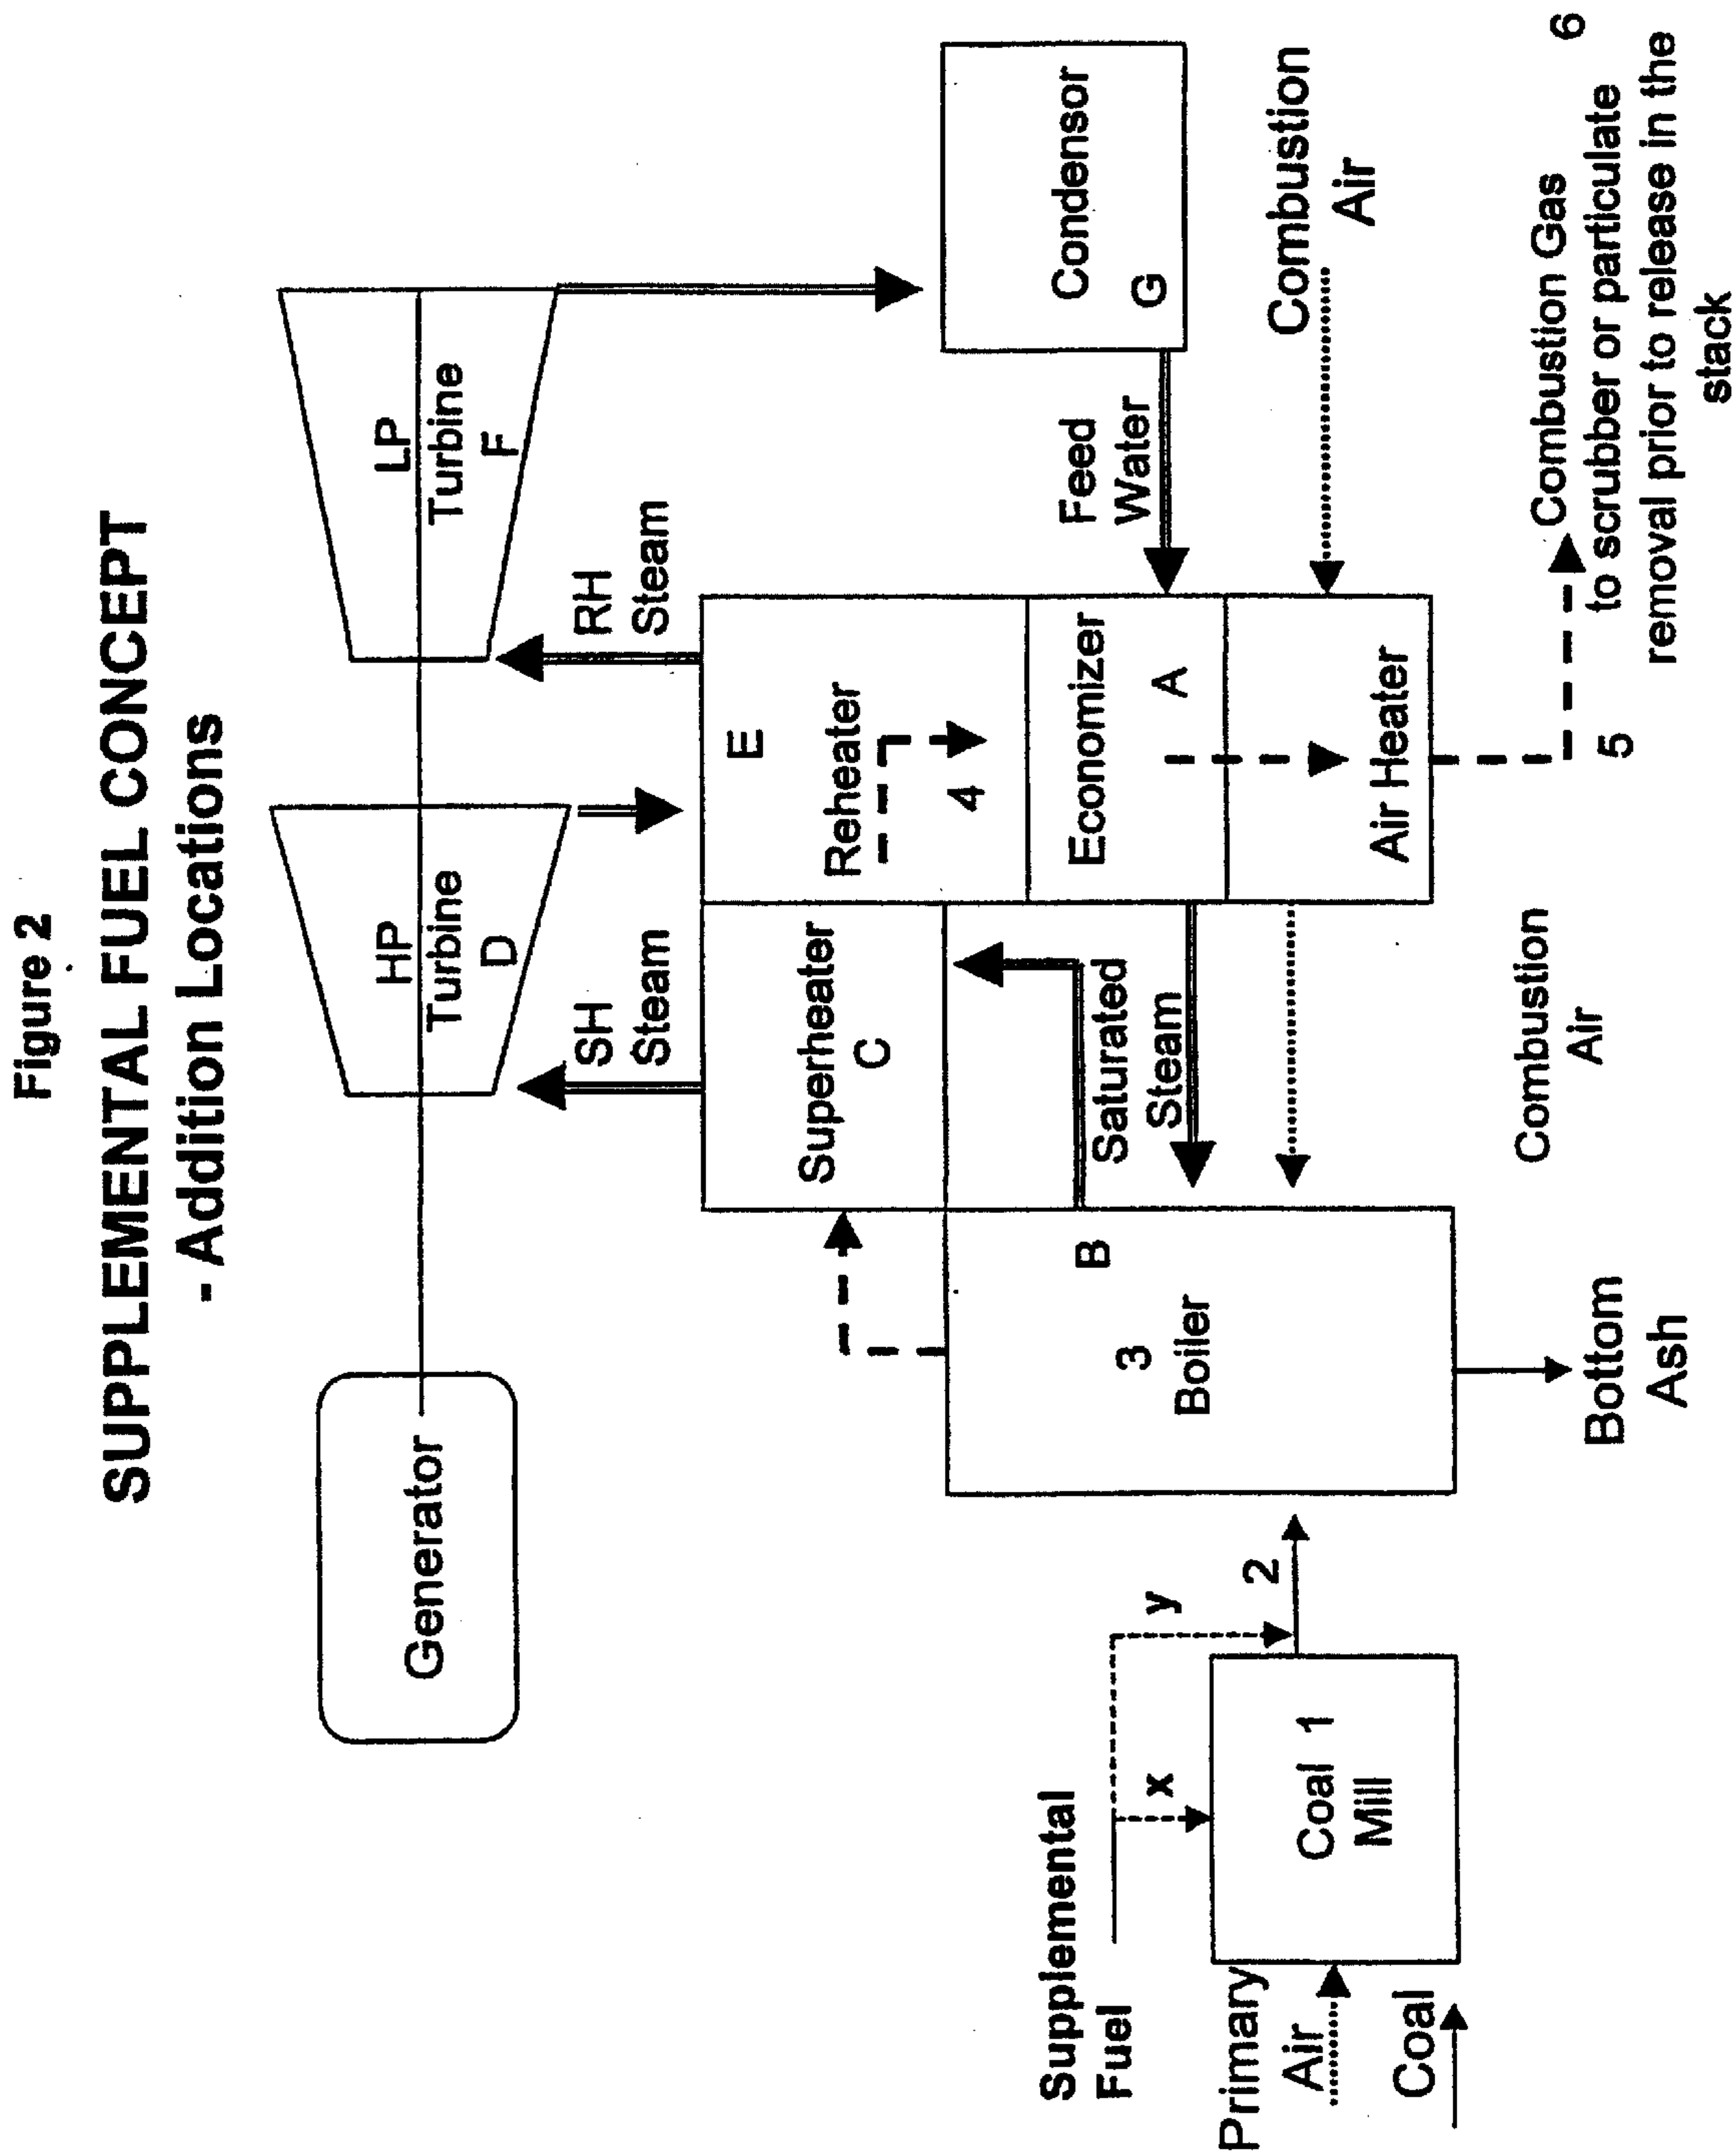 Figure 2
SUPPLEMENTAL FUEL CONCEPT
- Addition Locations
Generator
HP
Turbine
D
LP
Turbine
F
SH
Steam
RH
Steam
Superheater
C
E
Reheater
4
Condensor
G
Economizer
A
Feed
Water
Saturated
Steam
B
3
Boiler
Air Heater
Combustion
Air
Supplemental
Fuel
x
y
2
Coal 1
Mill
Primary
Air
Coal
Bottom
Ash
Combustion
Air
5
Combustion Gas 6
to scrubber or particulate
removal prior to release in the
stack